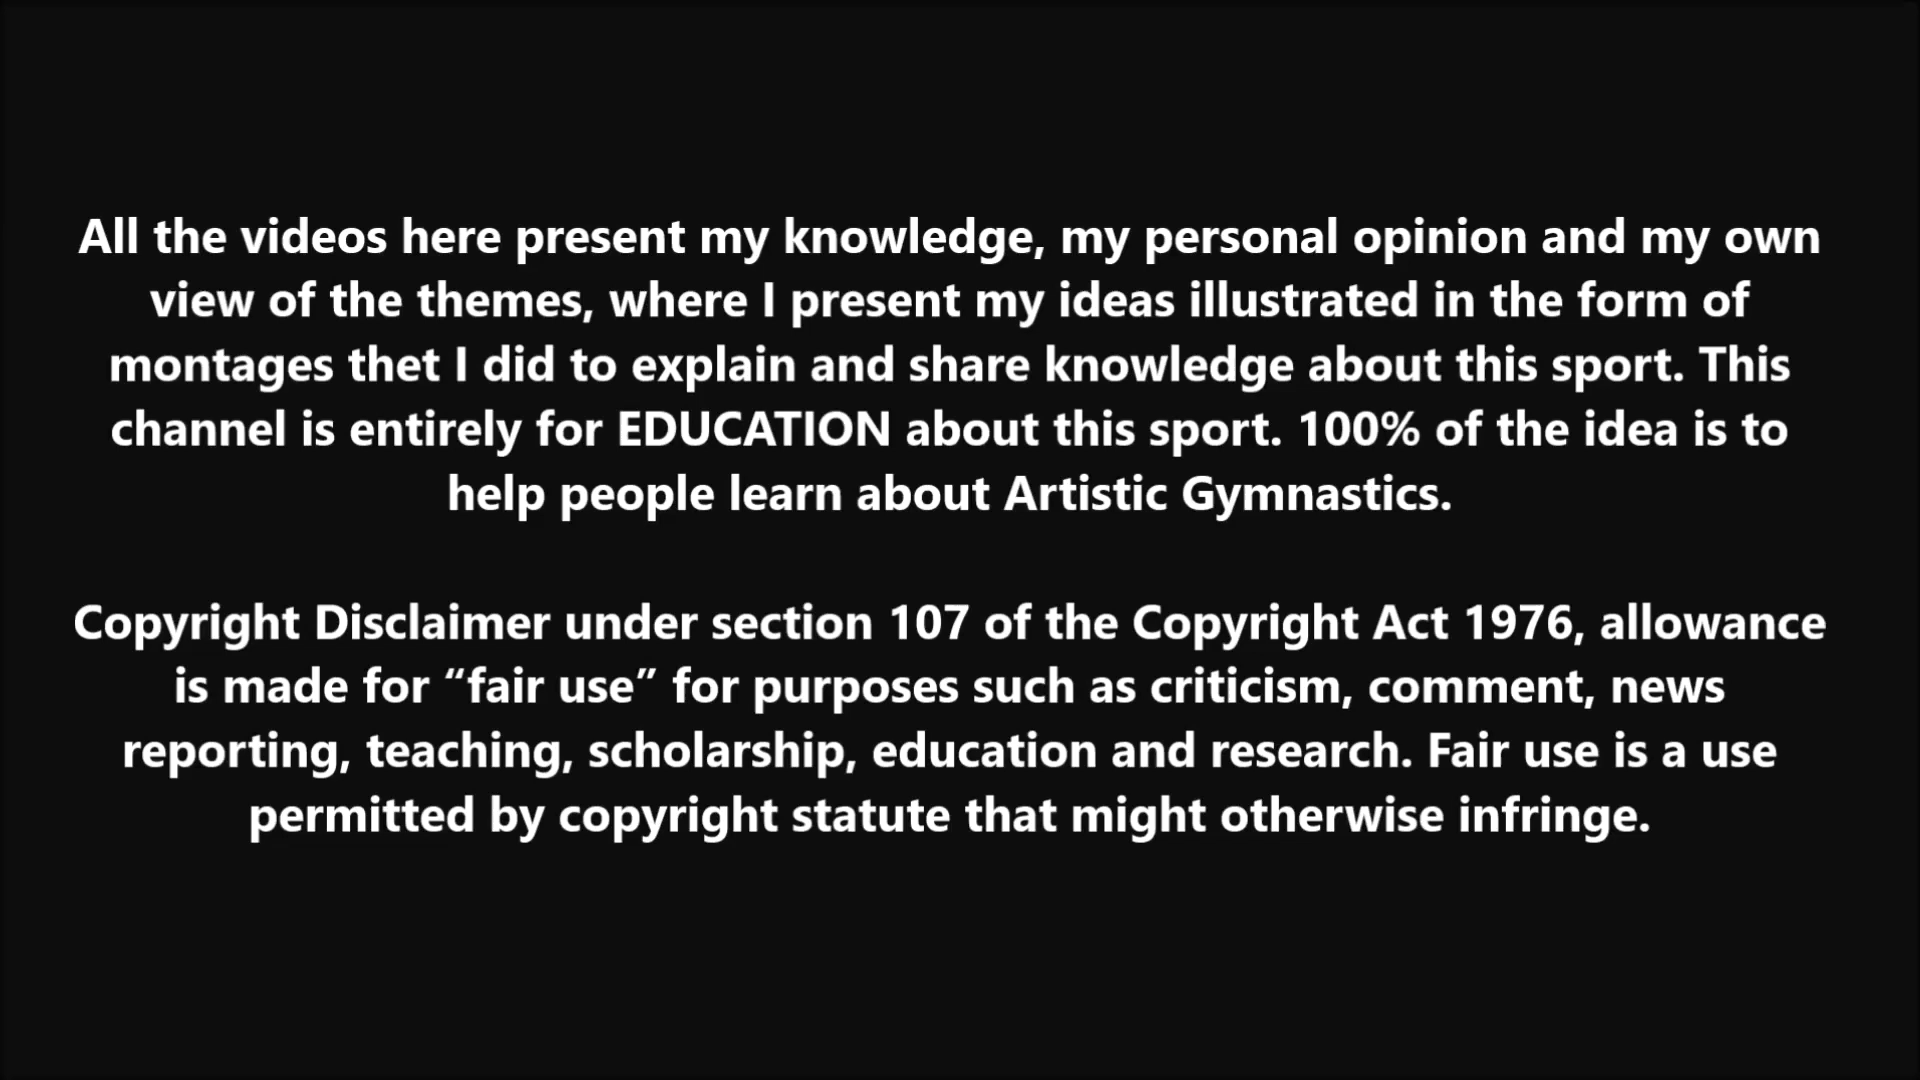 All the videos here present my knowledge, my personal opinion and my own
view of the themes, where I present my ideas illustrated in the form of
montages thet I did to explain and share knowledge about this sport. This
channel is entirely for EDUCATION about this sport. 100% of the idea is to
help people learn about Artistic Gymnastics.
Copyright Disclaimer under section 107 of the Copyright Act 1976, allowance
is made for “fair use” for purposes such as criticism, comment, news
reporting, teaching, scholarship, education and research. Fair use is a use
permitted by copyright statute that might otherwise infringe.